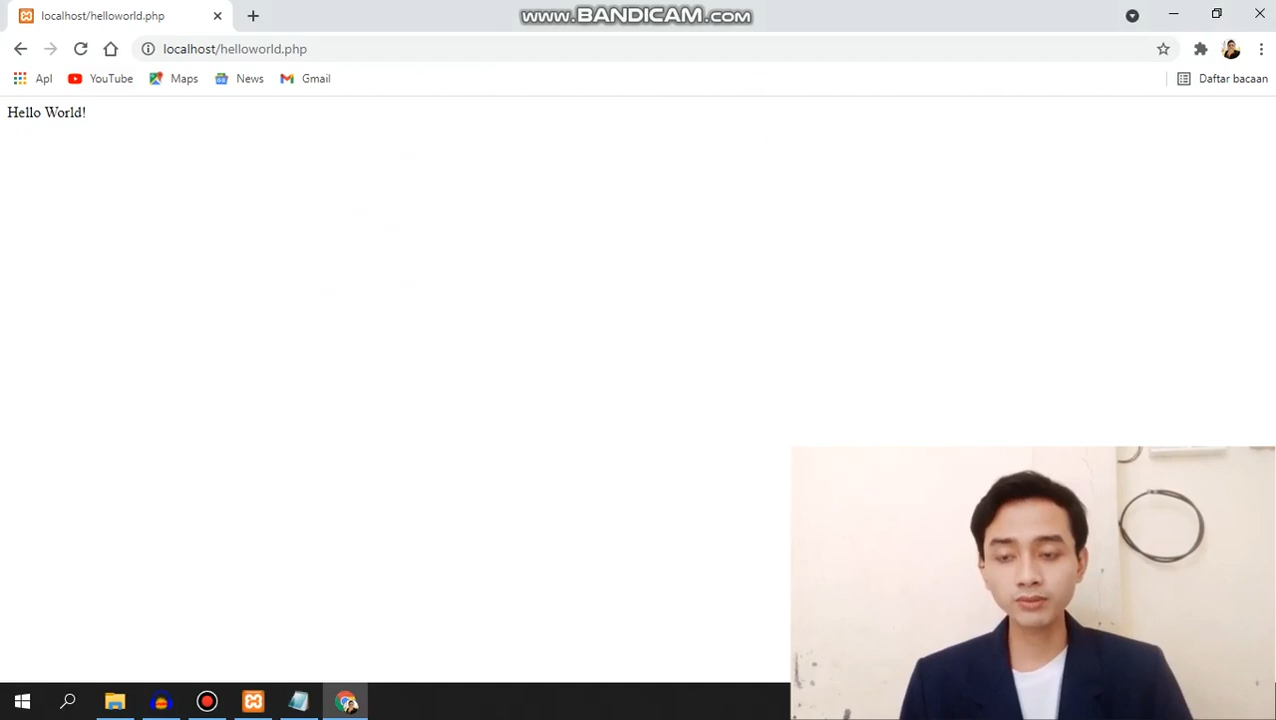 localhost/helloworld.php
www.BANDICAM.com
localhost/helloworld.php
Apl
YouTube
Maps
News
Gmail
Daftar bacaan
Hello World!